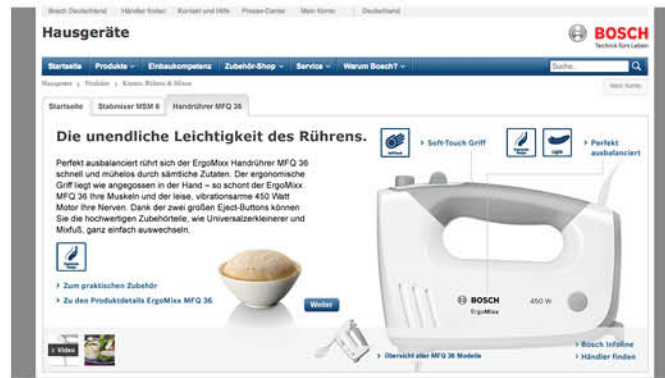 Bosch Deutschland Händler finden Kontakt und Hilfe Presse-Center Mein Konto Deutschland
Hausgeräte
BOSCH
Technik fürs Leben
Startseite Produkte Einbaukompetenz Zubehör-Shop Service Warum Bosch? Suche...
Hausgeräte Produkte Mein Konto
Startseite Stabmixer MSM 6 Handrührer MFQ 36
Die unendliche Leichtigkeit des Rührens.
Soft-Touch Griff
Perfekt
ausbalanciert
Perfekt ausbalanciert rührt sich der ErgoMixx Handrührer MFQ 36
schnell und mühelos durch sämtliche Zutaten. Der ergonomische
Griff liegt wie angegossen in der Hand – so schont der ErgoMixx
MFQ 36 Ihre Muskeln und der leise, vibrationsarme 450 Watt
Motor Ihre Nerven. Dank der zwei großen Eject-Buttons können
Sie die hochwertigen Zubehörteile, wie Universalzerkleinerer und
Mixfuß, ganz einfach auswechseln.
Zum praktischen Zubehör
Zu den Produktdetails ErgoMixx MFQ 36
Weiter
BOSCH 450 W
ErgoMixx
Video
Übersicht aller MFQ 36 Modelle
Bosch Infoline
Händler finden